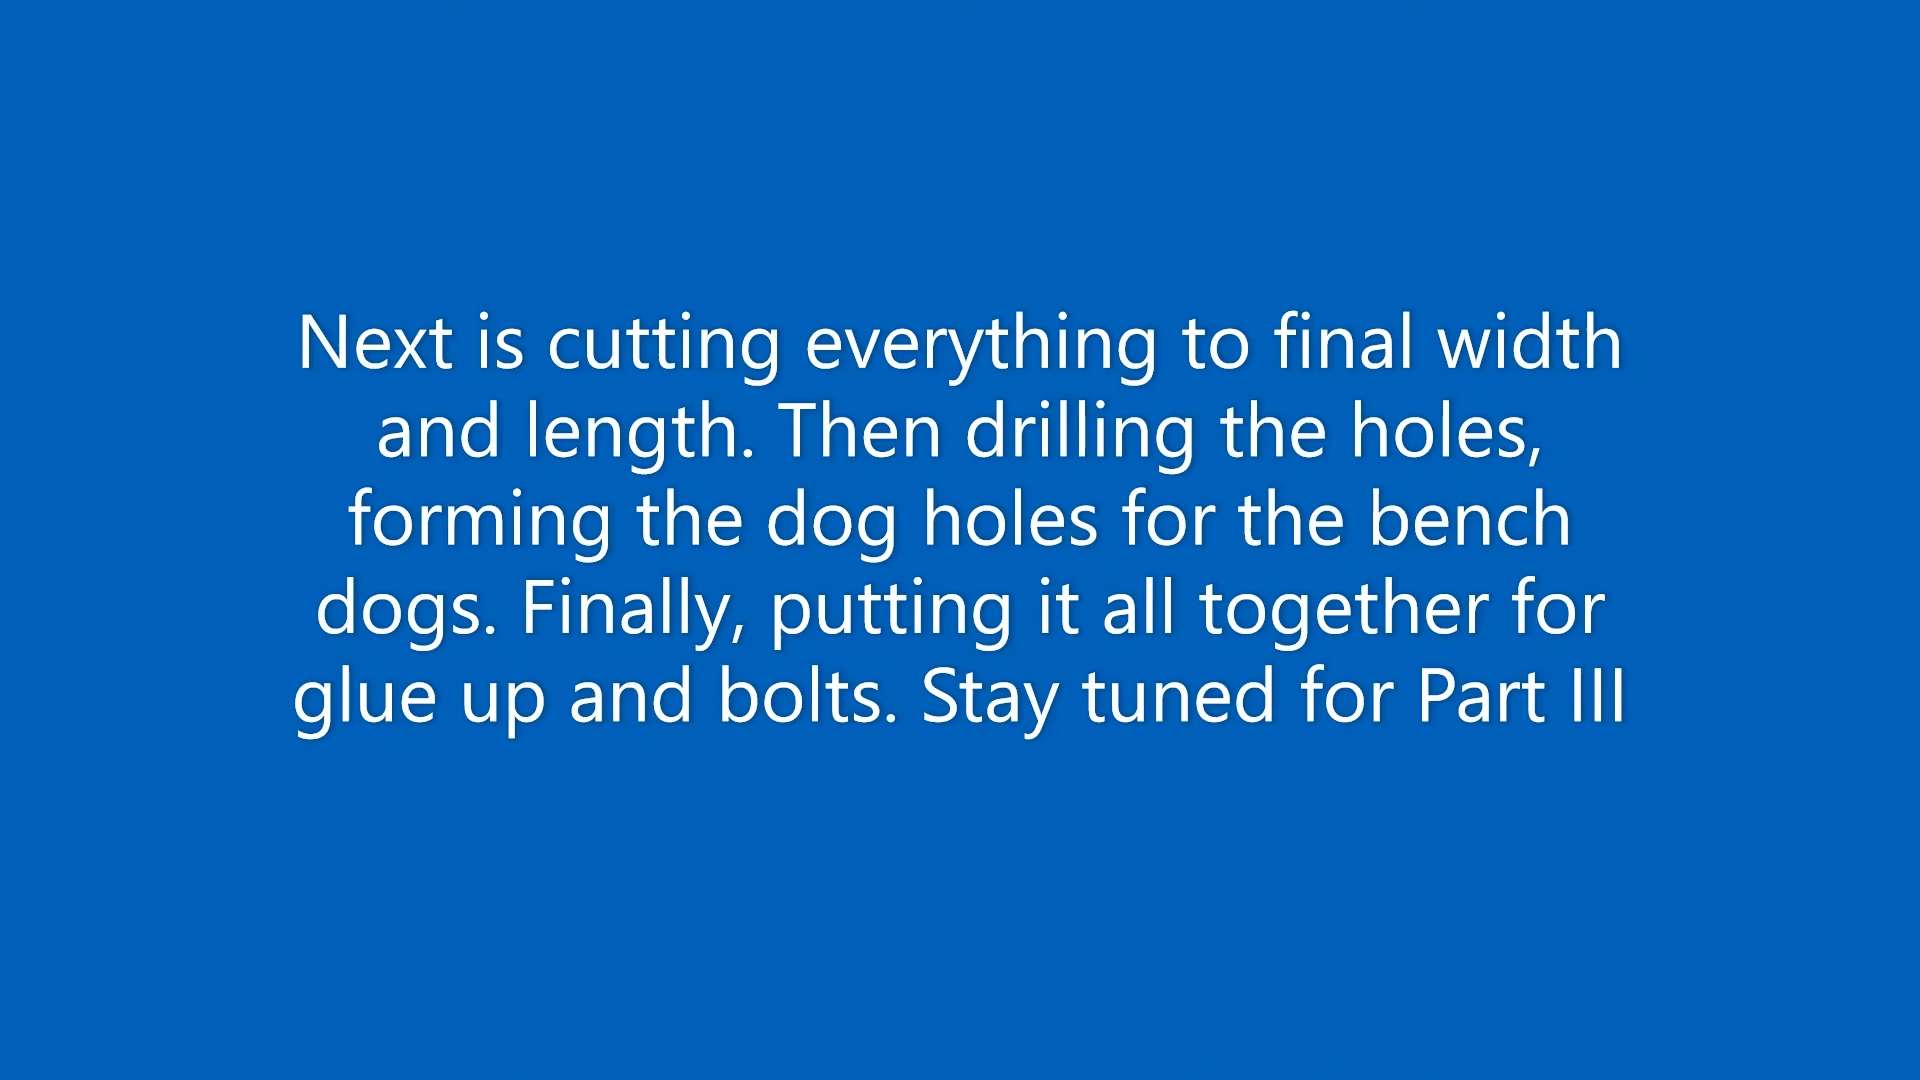 Next is cutting everything to final width
and length. Then drilling the holes,
forming the dog holes for the bench
dogs. Finally, putting it all together for
glue up and bolts. Stay tuned for Part III